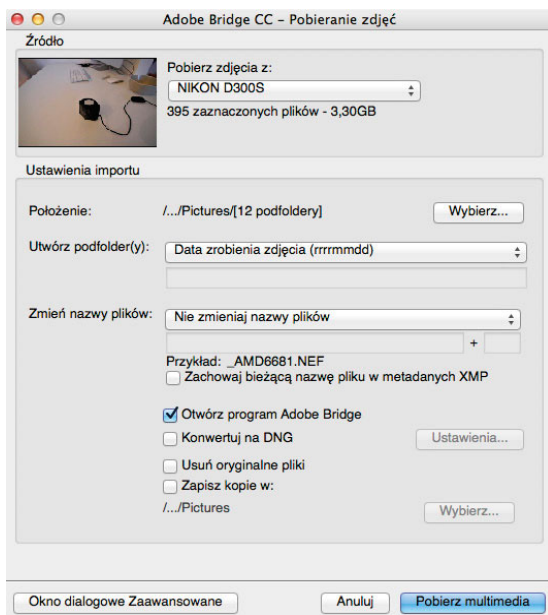 Adobe Bridge CC – Pobieranie zdjęć
Źródło
Pobierz zdjęcia z:
NIKON D300S
395 zaznaczonych plików - 3,30GB
Ustawienia importu
Położenie: /.../Pictures/[12 podfoldery] Wybierz...
Utwórz podfolder(y): Data zrobienia zdjęcia (rrrrmmdd)
Zmień nazwy plików: Nie zmieniaj nazwy plików
+
Przykład: _AMD6681.NEF
Zachowaj bieżącą nazwę pliku w metadanych XMP
Otwórz program Adobe Bridge
Konwertuj na DNG Ustawienia...
Usuń oryginalne pliki
Zapisz kopie w:
/.../Pictures Wybierz...
Okno dialogowe Zaawansowane Anuluj Pobierz multimedia